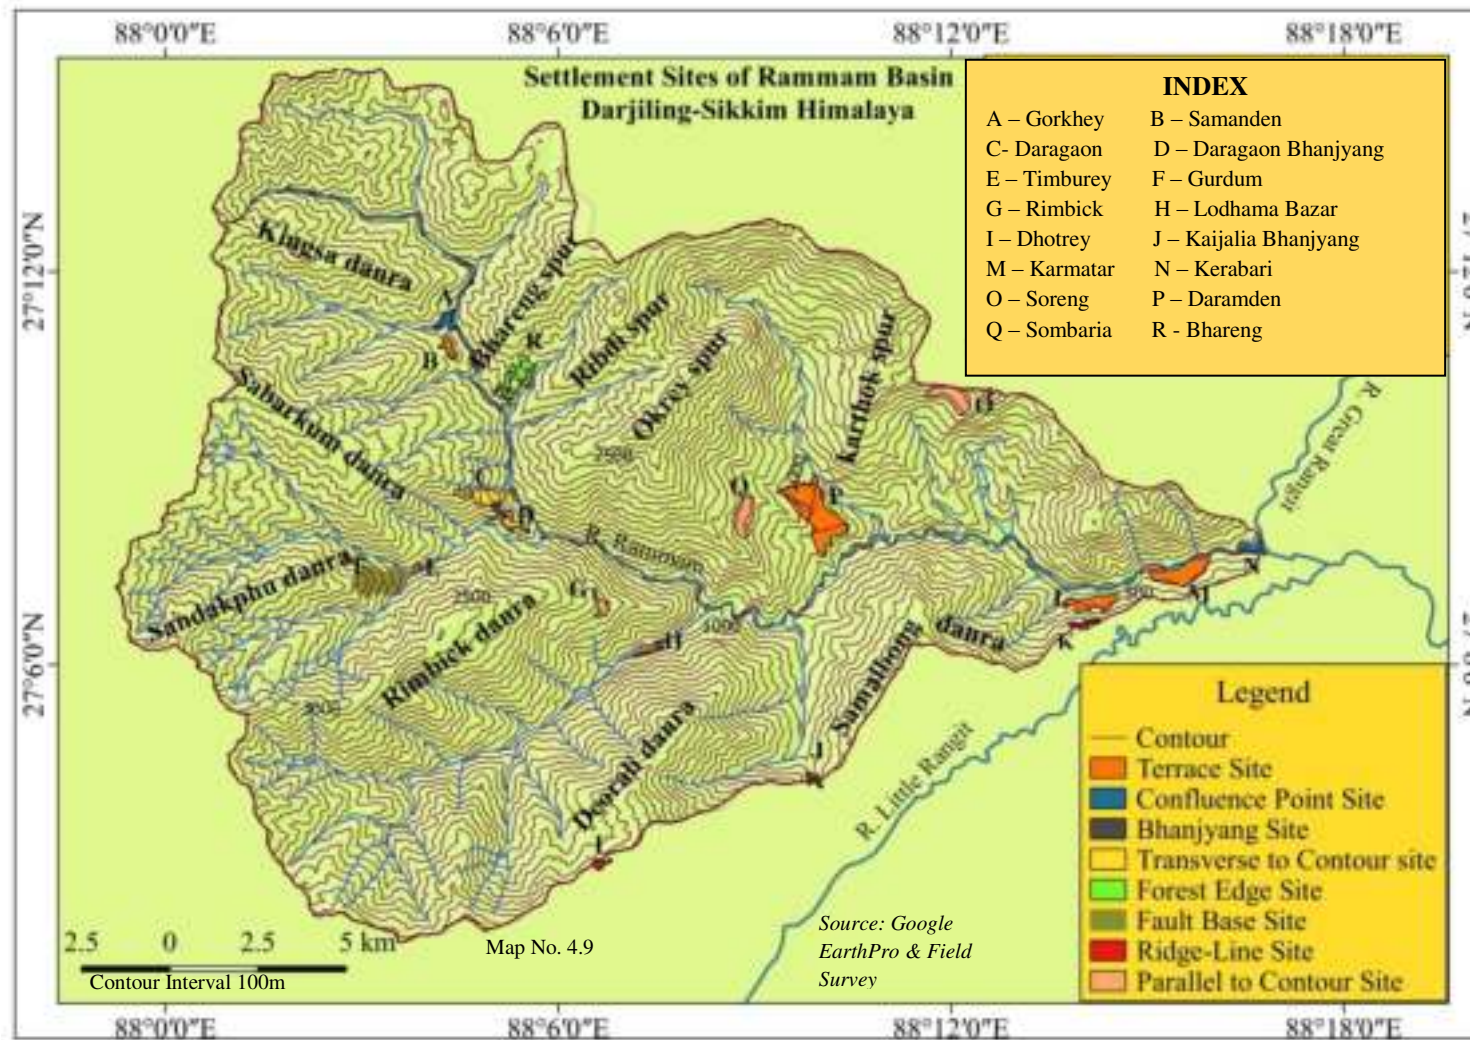 88°0'0"E 88°6'0"E 88°12'0"E 88°18'0"E
Settlement Sites of Rammam Basin
Darjiling-Sikkim Himalaya
INDEX
A – Gorkhey B – Samanden
C- Daragaon D – Daragaon Bhanjyang
E – Timburey F – Gurdum
G – Rimbick H – Lodhama Bazar
I – Dhotrey J – Kaijalia Bhanjyang
M – Karmatar N – Kerabari
O – Soreng P – Daramden
Q – Sombaria R - Bhareng
27°12'0"N
27°6'0"N
danra
A
B
Bhareng spur
Ribdi spur
Okrey spur
Karthok spur
R. Great Rangit
Sabarkum danra
2500
C
D
P
R.
Sandakphu danra
2500
Rimbick danra
G
H
N
M
L
K
Samalbong danra
danra
J
I
R. Little Rangit
Legend
Contour
Terrace Site
Confluence Point Site
Bhanjyang Site
Transverse to Contour site
Forest Edge Site
Fault Base Site
Ridge-Line Site
Parallel to Contour Site
2.5 0 2.5 5 km
Contour Interval 100m
Map No. 4.9
Source: Google
EarthPro & Field
Survey
88°0'0"E 88°6'0"E 88°12'0"E 88°18'0"E